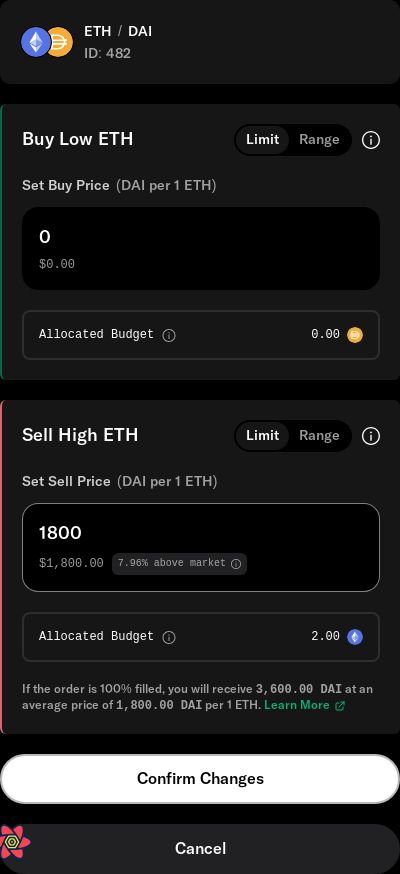 ETH / DAI
ID: 482
Buy Low ETH Limit Range
Set Buy Price (DAI per 1 ETH)
0
$0.00
Allocated Budget 0.00
Sell High ETH Limit Range
Set Sell Price (DAI per 1 ETH)
1800
$1,800.00 7.96% above market
Allocated Budget 2.00
If the order is 100% filled, you will receive 3,600.00 DAI at an
average price of 1,800.00 DAI per 1 ETH. Learn More
Confirm Changes
Cancel